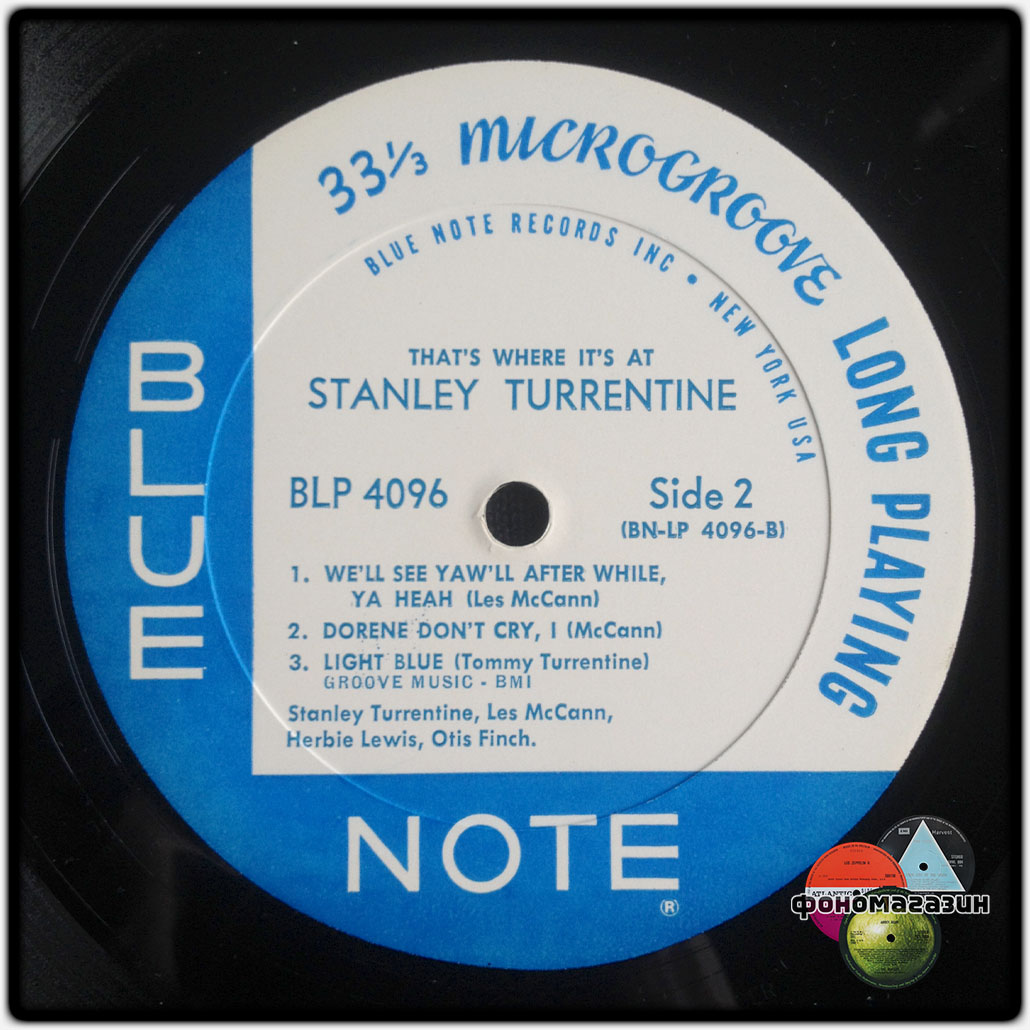 33⅓ MICROGROOVE LONG PLAYING
BLUE NOTE RECORDS INC • NEW YORK USA
THAT'S WHERE IT'S AT
STANLEY TURRENTINE
BLP 4096
Side 2
(BN-LP 4096-B)
1. WE'LL SEE YAW'LL AFTER WHILE,
YA HEAH (Les McCann)
2. DORENE DON'T CRY, I (McCann)
3. LIGHT BLUE (Tommy Turrentine)
GROOVE MUSIC - BMI
Stanley Turrentine, Les McCann,
Herbie Lewis, Otis Finch.
BLUE
NOTE
®
Harvest
ATLANTIC
фономагазин